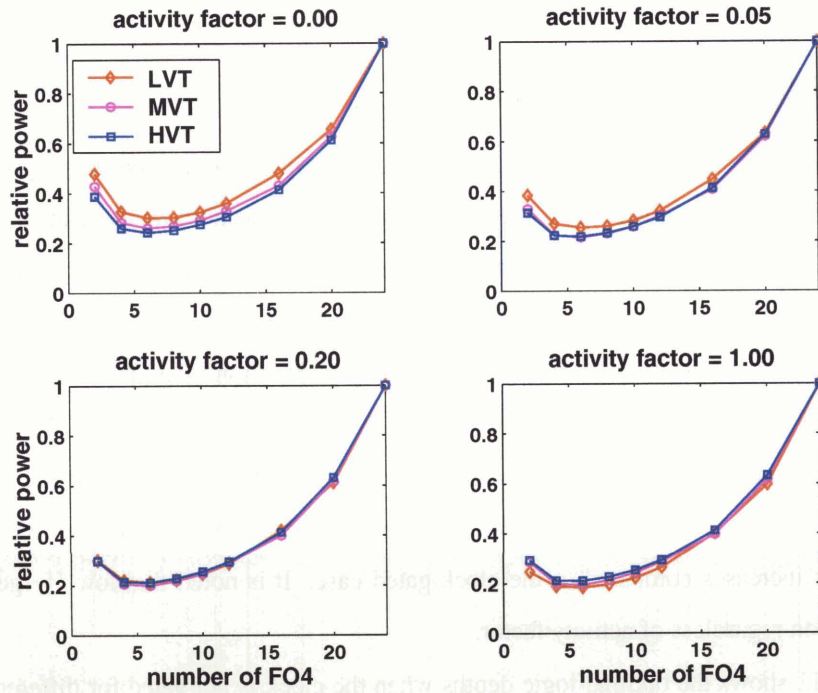 activity factor = 0.00
activity factor = 0.05
1
0.8
0.6
0.4
0.2
0
relative power
LVT
MVT
HVT
0 5 10 15 20
1
0.8
0.6
0.4
0.2
0
0 5 10 15 20
activity factor = 0.20
activity factor = 1.00
1
0.8
0.6
0.4
0.2
0
relative power
0 5 10 15 20
number of FO4
1
0.8
0.6
0.4
0.2
0
0 5 10 15 20
number of FO4